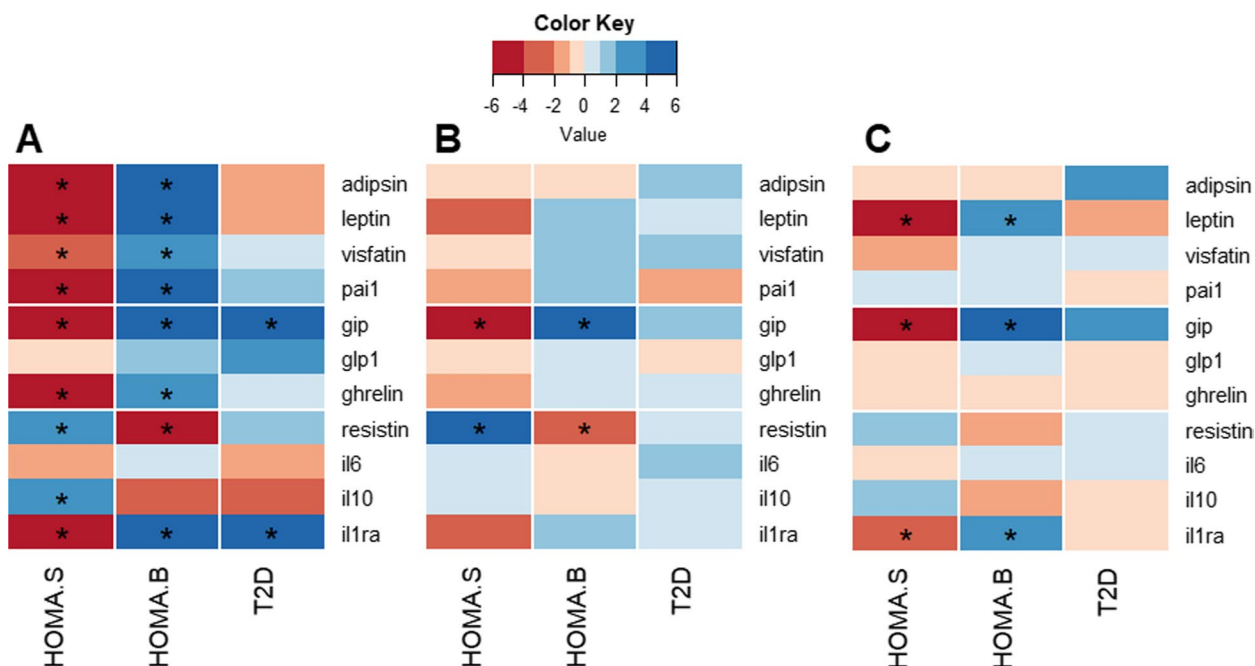 Color Key
-6 -4 -2 0 2 4 6
Value
A
* * adipsin
* * leptin
* * visfatin
* * pai1
* * * gip
glp1
* * ghrelin
* * resistin
il6
* il10
* * * il1ra
HOMA.S HOMA.B T2D
B
adipsin
leptin
visfatin
pai1
* * gip
glp1
ghrelin
* * resistin
il6
il10
il1ra
HOMA.S HOMA.B T2D
C
adipsin
* * leptin
visfatin
pai1
* * gip
glp1
ghrelin
resistin
il6
il10
* * il1ra
HOMA.S HOMA.B T2D